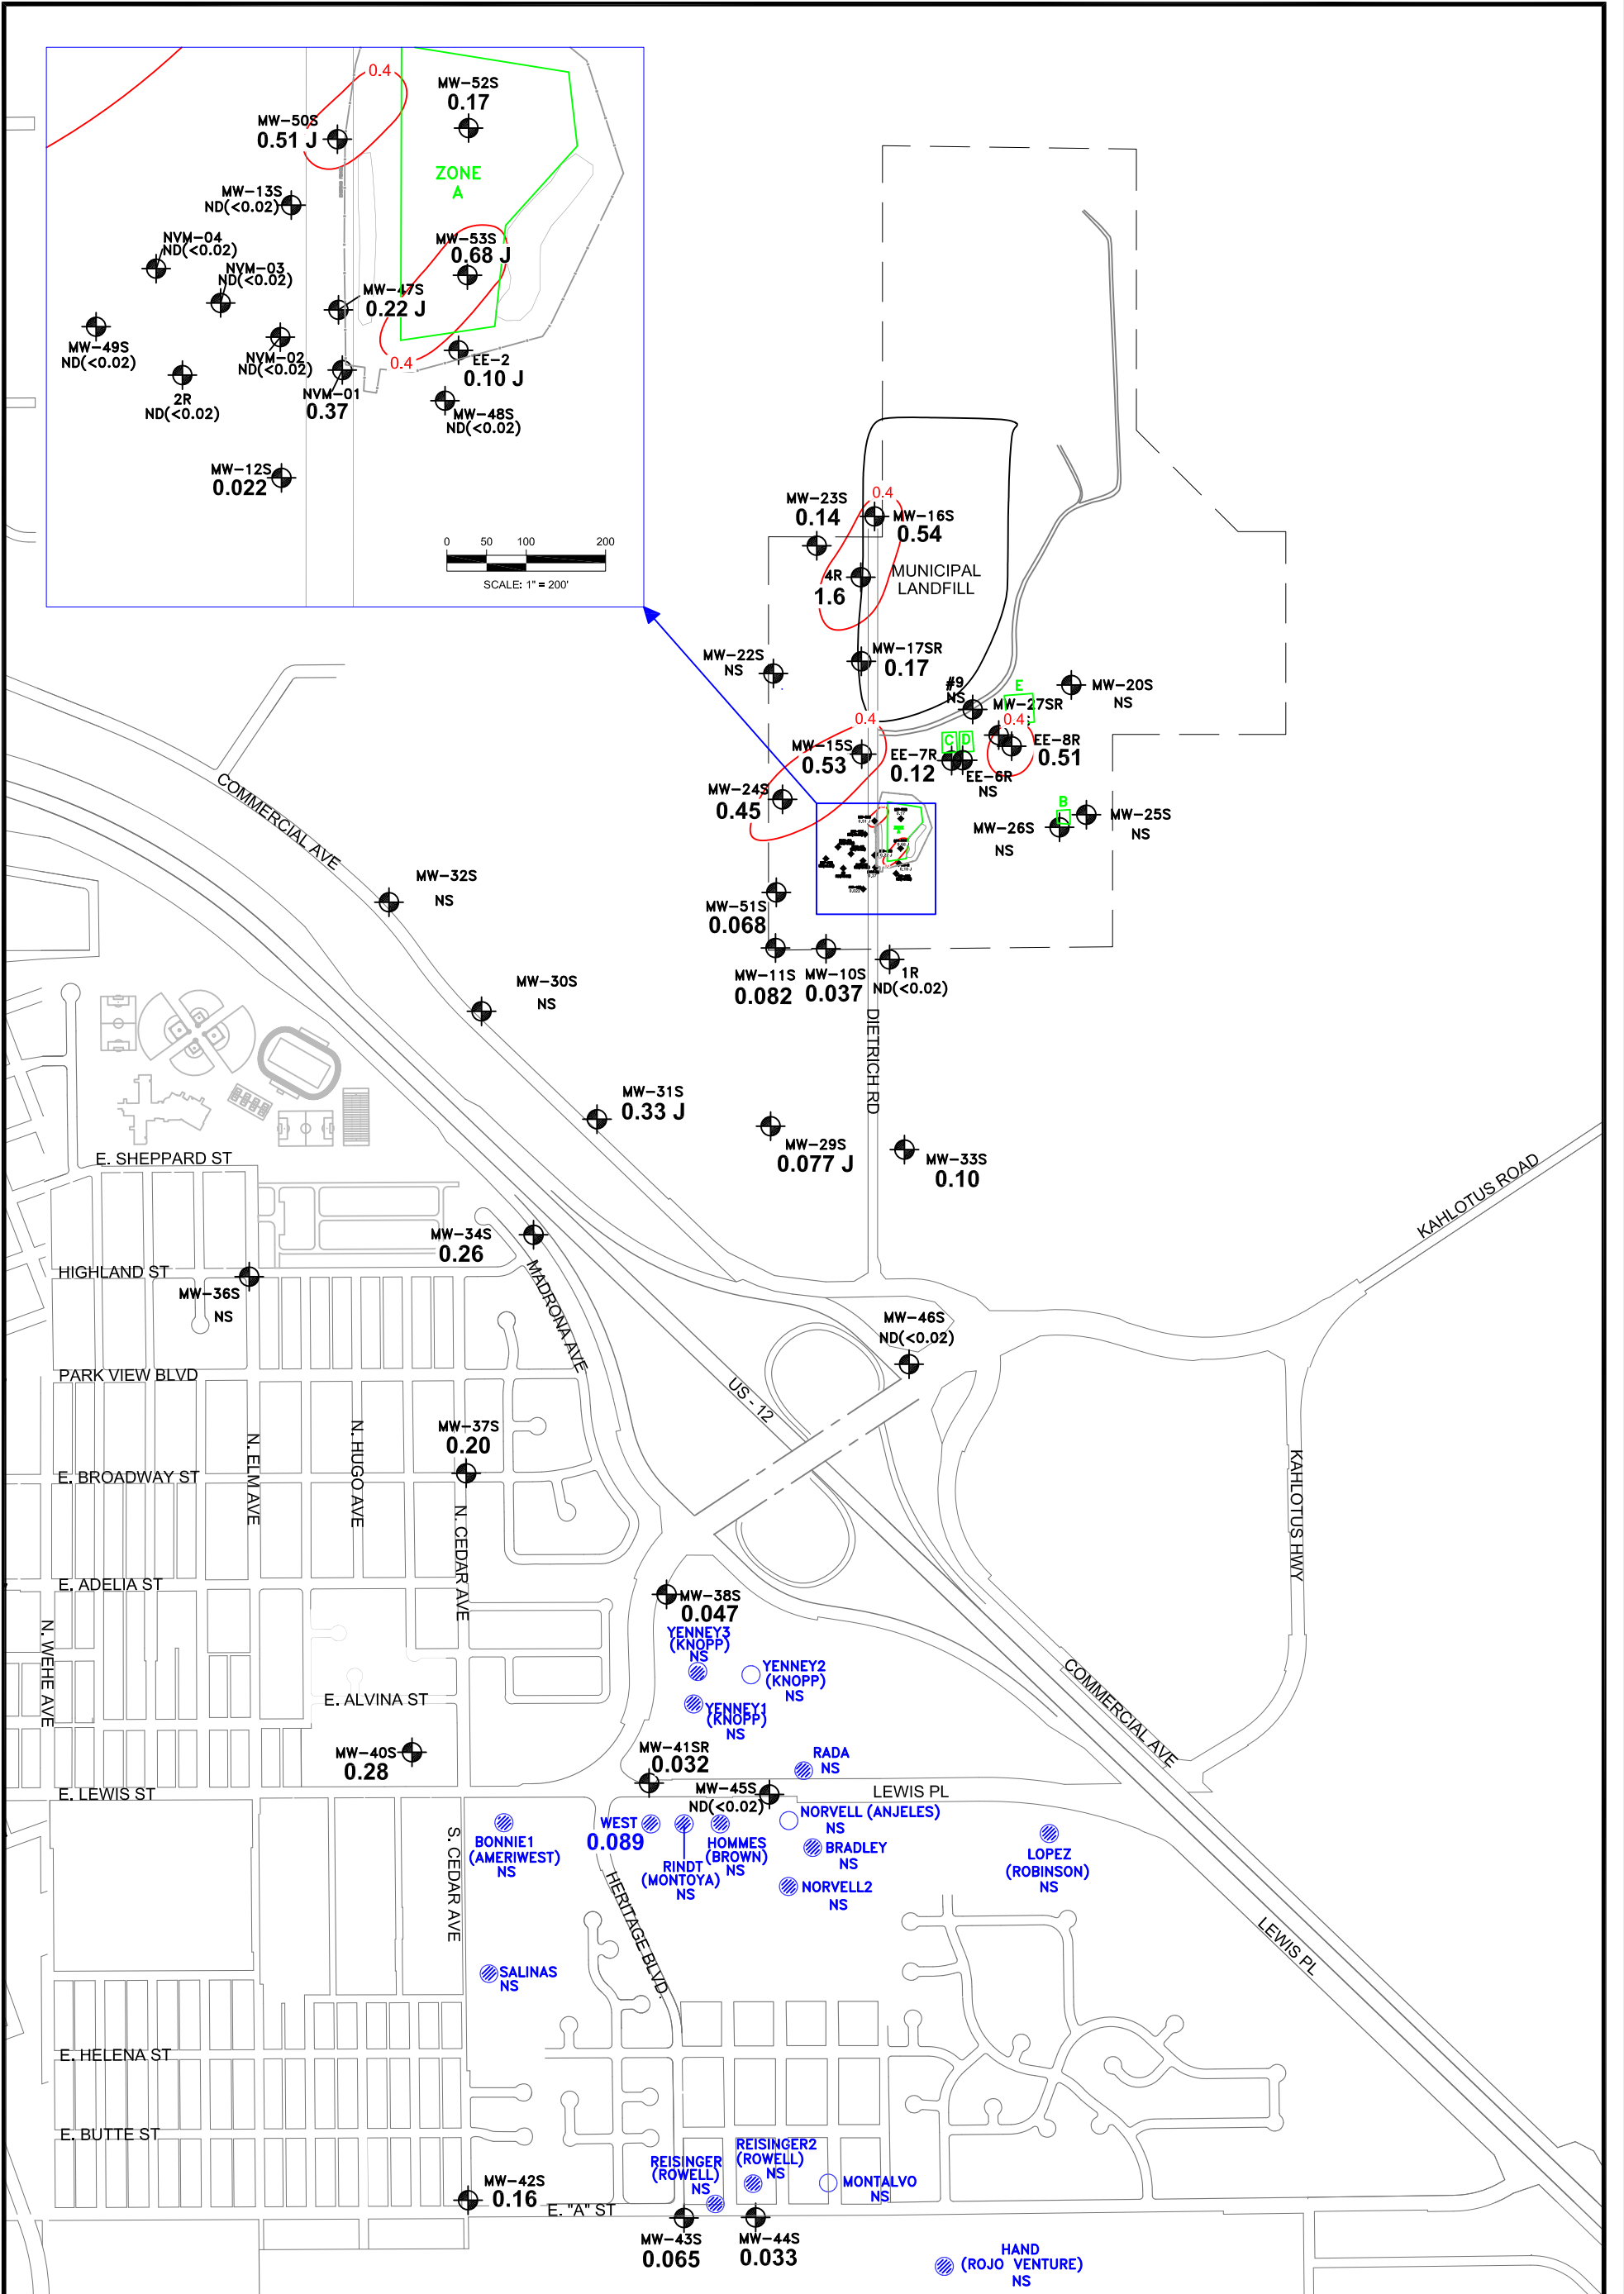 0.4
MW-52S
0.17
MW-50S
0.51 J
ZONE
A
MW-13S
ND(<0.02)
NVM-04
ND(<0.02)
MW-53S
0.68 J
NVM-03
ND(<0.02)
MW-47S
0.22 J
MW-49S
ND(<0.02)
NVM-02
ND(<0.02)
0.4
EE-2
0.10 J
2R
ND(<0.02)
NVM-01
0.37
MW-48S
ND(<0.02)
MW-12S
0.022
0 50 100 200
SCALE: 1" = 200'
MW-23S
0.14
0.4
MW-16S
0.54
4R
1.6
MUNICIPAL
LANDFILL
MW-22S
NS
MW-17SR
0.17
#9
NS
E
MW-27SR
MW-20S
NS
0.4
0.4
MW-15S
0.53
C
D
EE-7R
0.12
EE-8R
0.51
EE-6R
NS
MW-24S
0.45
B
MW-26S
NS
MW-25S
NS
COMMERCIAL AVE
MW-32S
NS
MW-51S
0.068
MW-11S
0.082
MW-10S
0.037
1R
ND(<0.02)
MW-30S
NS
DIETRICH RD
MW-31S
0.33 J
MW-29S
0.077 J
MW-33S
0.10
E. SHEPPARD ST
KAHLOTUS ROAD
MW-34S
0.26
HIGHLAND ST
MW-36S
NS
MADRONA AVE
MW-46S
ND(<0.02)
PARK VIEW BLVD
US - 12
N. ELM AVE
N. HUGO AVE
MW-37S
0.20
E. BROADWAY ST
N. CEDAR AVE
KAHLOTUS HWY
E. ADELIA ST
N. WEHE AVE
MW-38S
0.047
YENNEY3
(KNOPP)
NS
YENNEY2
(KNOPP)
NS
YENNEY1
(KNOPP)
NS
COMMERCIAL AVE
E. ALVINA ST
MW-40S
0.28
MW-41SR
0.032
RADA
NS
MW-45S
ND(<0.02)
LEWIS PL
E. LEWIS ST
WEST
0.089
NORVELL (ANJELES)
NS
BONNIE1
(AMERIWEST)
NS
S. CEDAR AVE
HOMMES
(BROWN)
NS
RINDT
(MONTOYA)
NS
BRADLEY
NS
LOPEZ
(ROBINSON)
NS
NORVELL2
NS
HERITAGE BLVD.
LEWIS PL
SALINAS
NS
E. HELENA ST
E. BUTTE ST
REISINGER
(ROWELL)
NS
REISINGER2
(ROWELL)
NS
MONTALVO
NS
MW-42S
0.16
E. "A" ST
MW-43S
0.065
MW-44S
0.033
HAND
(ROJO VENTURE)
NS